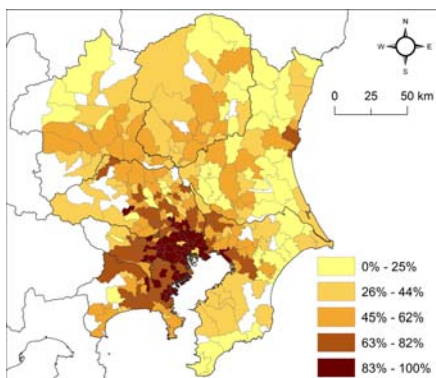 N
W E
S
0 25 50 km
0% - 25%
26% - 44%
45% - 62%
63% - 82%
83% - 100%